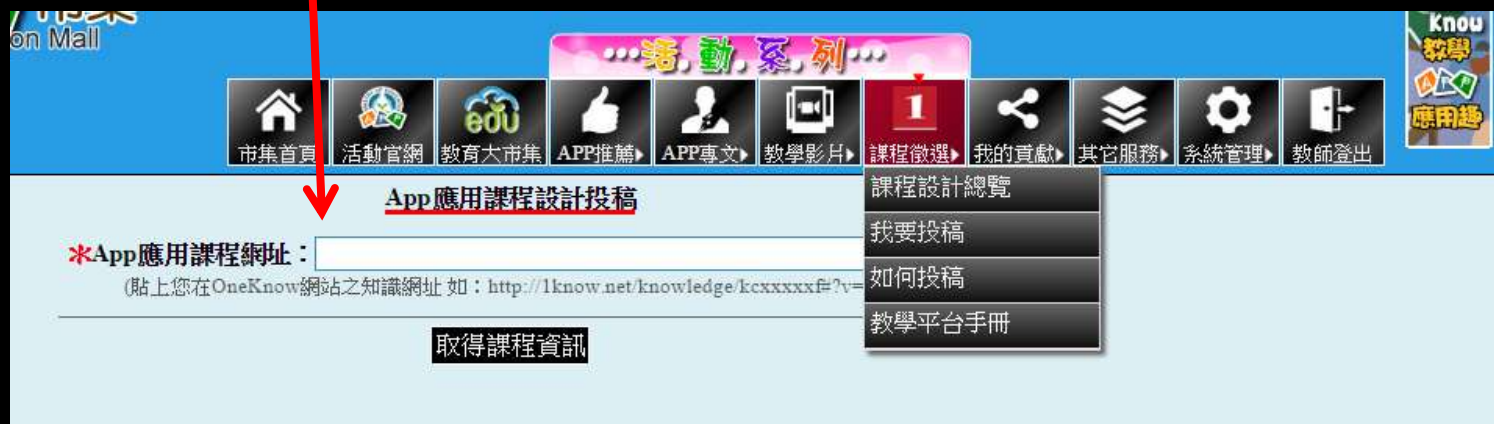 市集
on Mall
…活.動.系.列…
Know
教學
APP
應用趣
edu
1
市集首頁 活動官網 教育大市集 APP推薦 APP專文 教學影片 課程徵選 我的貢獻 其它服務 系統管理 教師登出
App應用課程設計投稿
課程設計總覽
我要投稿
如何投稿
教學平台手冊
*App應用課程網址：
(貼上您在OneKnow網站之知識網址 如：http://1know.net/knowledge/kcxxxxxf#?v=
取得課程資訊